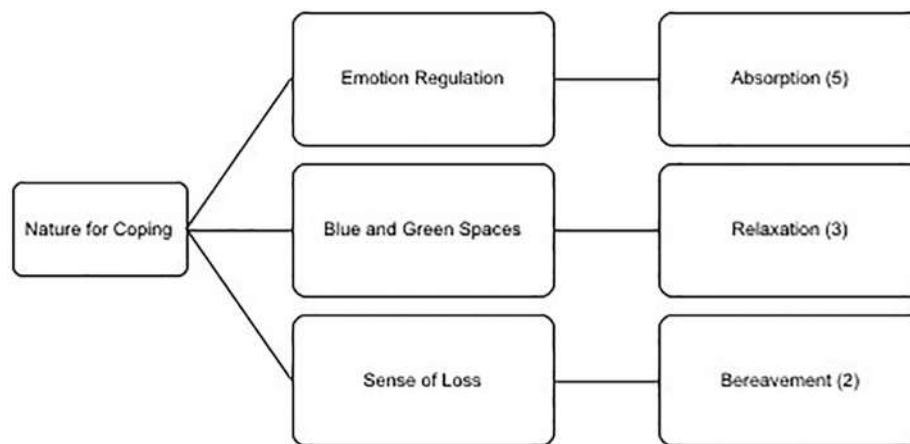 Emotion Regulation
Absorption (5)
Nature for Coping
Blue and Green Spaces
Relaxation (3)
Sense of Loss
Bereavement (2)